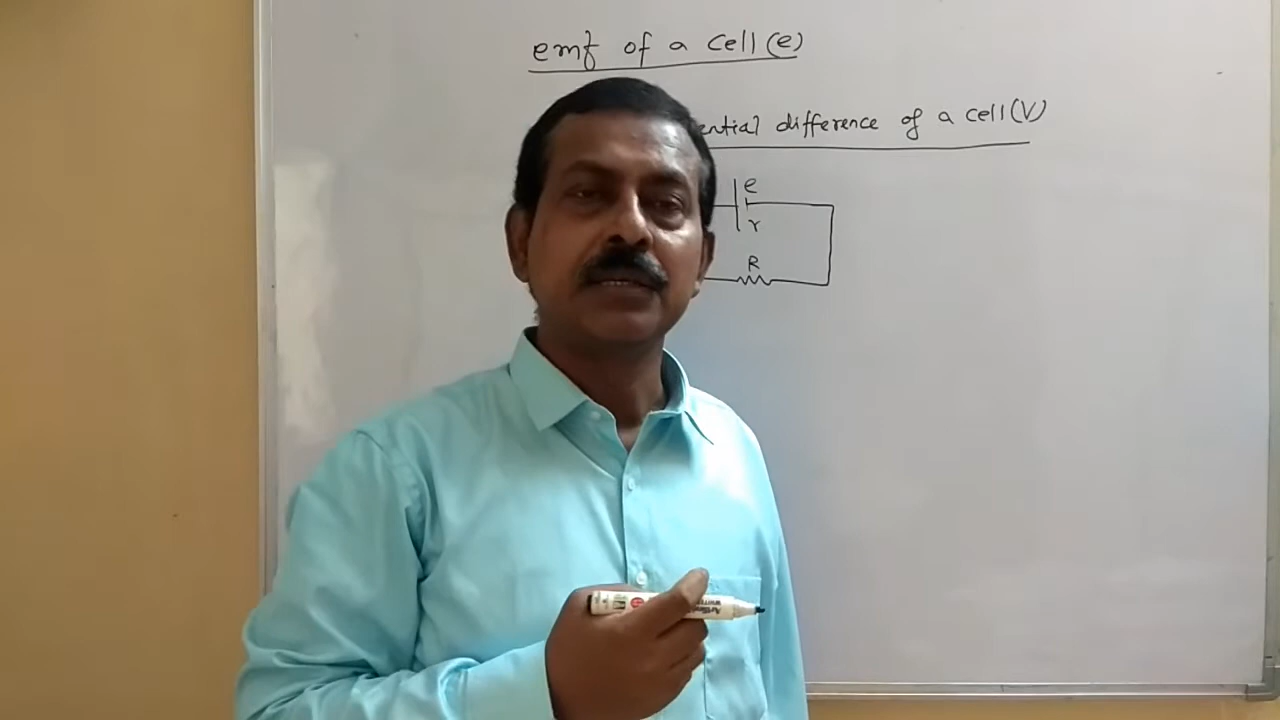 emf of a cell(e)
ential difference of a cell(V)
e
r
R